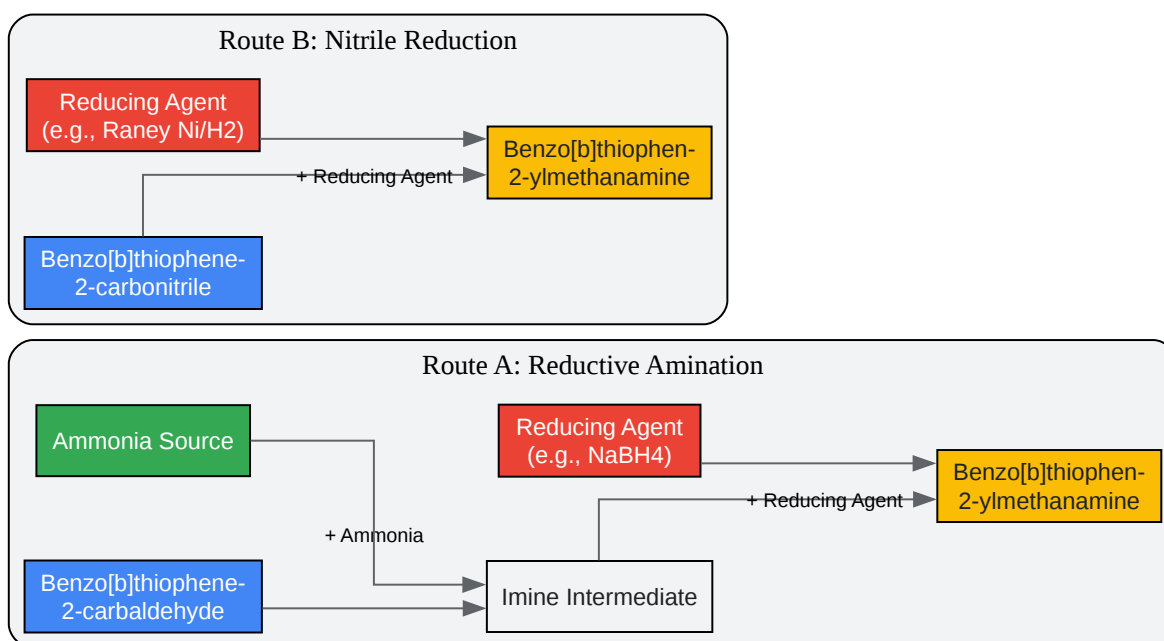 Route B: Nitrile Reduction
Reducing Agent
(e.g., Raney Ni/H2)
Benzo[b]thiophen-
2-ylmethanamine
+ Reducing Agent
Benzo[b]thiophene-
2-carbonitrile
Route A: Reductive Amination
Ammonia Source
Reducing Agent
(e.g., NaBH4)
Benzo[b]thiophen-
2-ylmethanamine
+ Reducing Agent
+ Ammonia
Benzo[b]thiophene-
2-carbaldehyde
Imine Intermediate